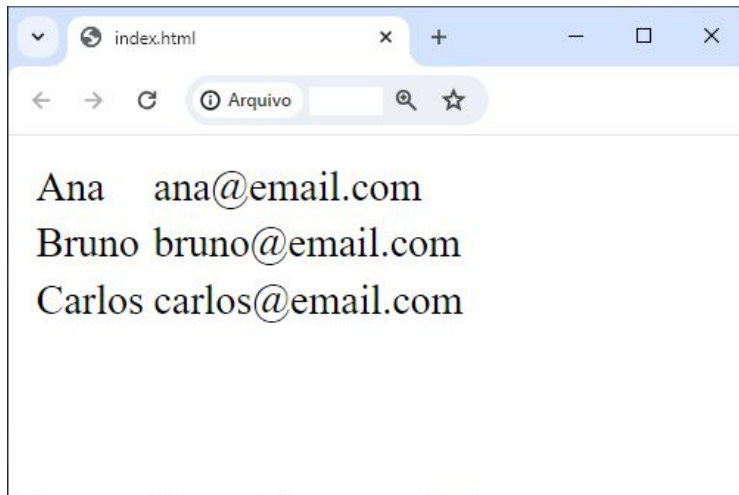 index.html
Arquivo
Ana ana@email.com
Bruno bruno@email.com
Carlos carlos@email.com